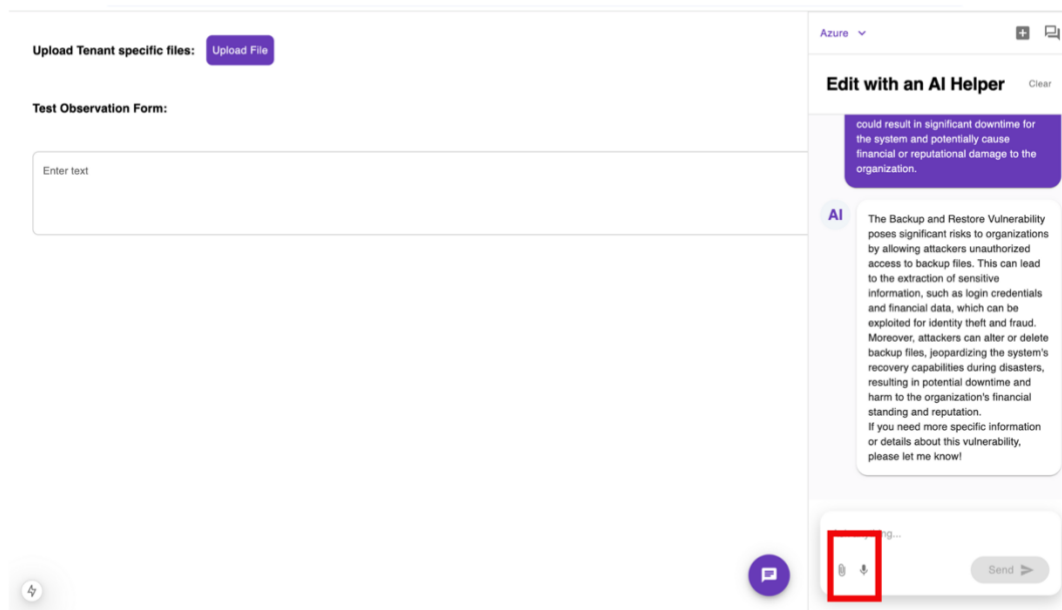 Upload Tenant specific files:
Upload File
Test Observation Form:
Enter text
Azure
Edit with an AI Helper
Clear
could result in significant downtime for
the system and potentially cause
financial or reputational damage to the
organization.
AI
The Backup and Restore Vulnerability
poses significant risks to organizations
by allowing attackers unauthorized
access to backup files. This can lead
to the extraction of sensitive
information, such as login credentials
and financial data, which can be
exploited for identity theft and fraud.
Moreover, attackers can alter or delete
backup files, jeopardizing the system's
recovery capabilities during disasters,
resulting in potential downtime and
harm to the organization's financial
standing and reputation.
If you need more specific information
or details about this vulnerability,
please let me know!
Send